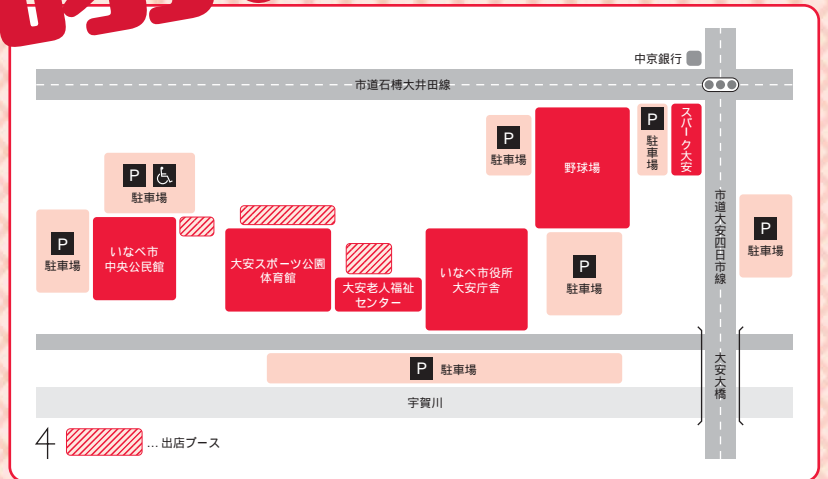 中京銀行
市道石榑大井田線
P
駐車場
P
駐車場
スパーク大安
野球場
P
駐車場
P
駐車場
いなべ市
中央公民館
大安スポーツ公園
体育館
大安老人福祉
センター
いなべ市役所
大安庁舎
P
駐車場
市道大安四日市線
P
駐車場
P 駐車場
大安大橋
宇賀川
…出店ブース